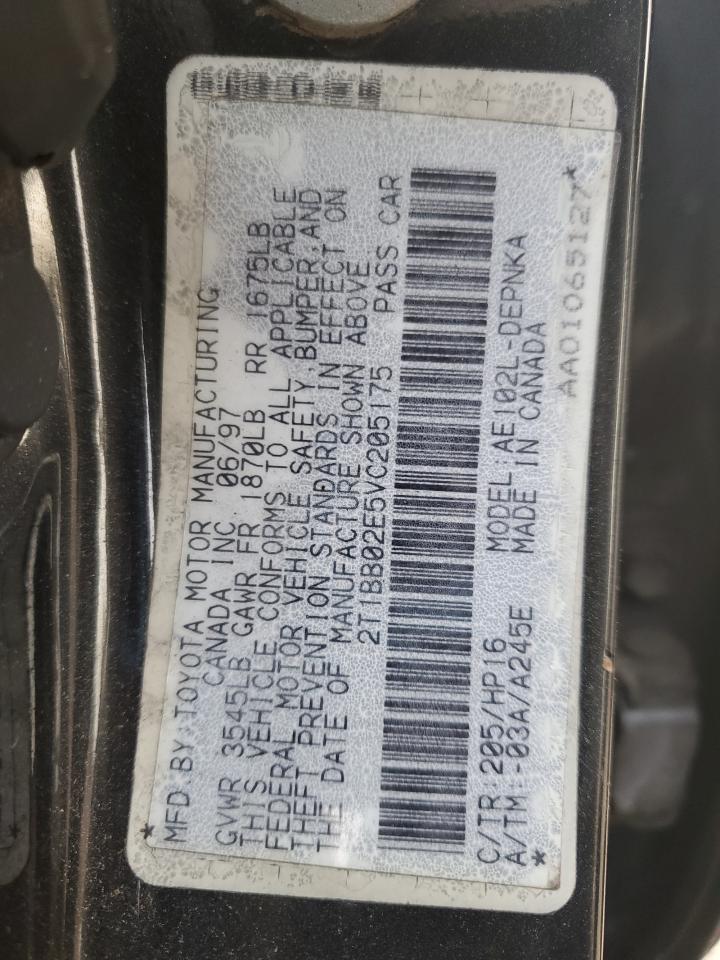 MFD. BY: TOYOTA MOTOR MANUFACTURING
CANADA INC 06/97
GVWR 3545LB GAWR FR 1870LB RR 1675LB
THIS VEHICLE CONFORMS TO ALL APPLICABLE
FEDERAL MOTOR VEHICLE SAFETY, BUMPER, AND
THEFT PREVENTION STANDARDS IN EFFECT ON
THE DATE OF MANUFACTURE SHOWN ABOVE
2T1BB02E5VC205175 PASS CAR
C/TR:205/HP16 MODEL:AE102L-DEPNKA
A/TM:-03A/A245E MADE IN CANADA
AA01065127